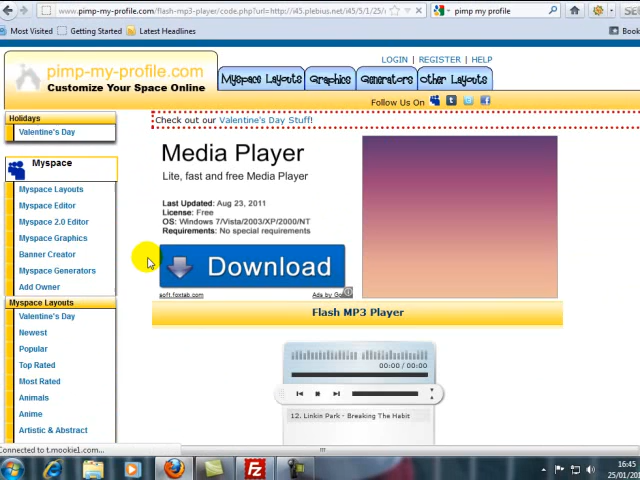 www.pimp-my-profile.com/flash-mp3-player/code.php?url=http://i45.plebius.net/i45/5/1/25/
pimp my profile
Most Visited
Getting Started
Latest Headlines
Book
LOGIN | REGISTER | HELP
pimp-my-profile.com
Customize Your Space Online
Myspace Layouts
Graphics
Generators
Other Layouts
Follow Us On
Holidays
Valentine's Day
Check out our Valentine's Day Stuff!
Myspace
Myspace Layouts
Myspace Editor
Myspace 2.0 Editor
Myspace Graphics
Banner Creator
Myspace Generators
Add Owner
Myspace Layouts
Valentine's Day
Newest
Popular
Top Rated
Most Rated
Animals
Anime
Artistic & Abstract
Media Player
Lite, fast and free Media Player
Last Updated: Aug 23, 2011
License: Free
OS: Windows 7/Vista/2003/XP/2000/NT
Requirements: No special requirements
Download
soft.foxtab.com
Ads by Goo
Flash MP3 Player
00:00 / 00:00
12. Linkin Park - Breaking The Habit
Connected to t.mookie1.com...
16:45
25/01/20